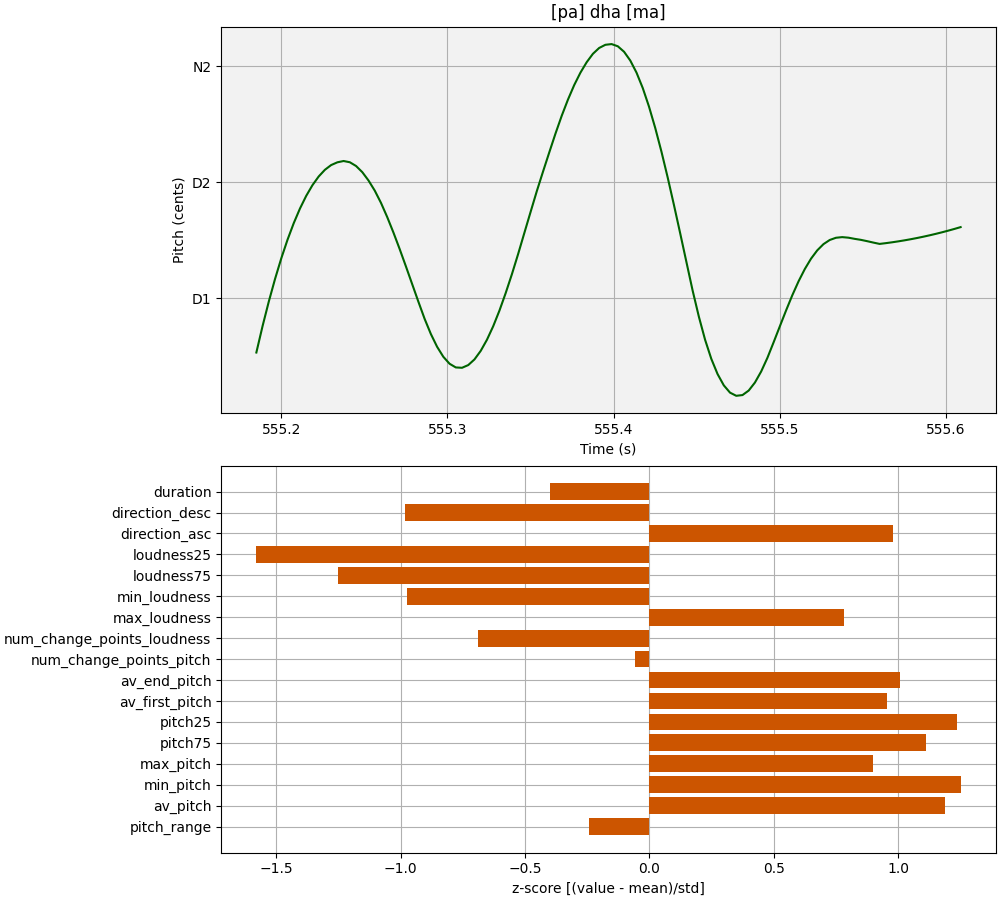 [pa] dha [ma]
N2
D2
D1
Pitch (cents)
555.2 555.3 555.4 555.5 555.6
Time (s)
duration
direction_desc
direction_asc
loudness25
loudness75
min_loudness
max_loudness
num_change_points_loudness
num_change_points_pitch
av_end_pitch
av_first_pitch
pitch25
pitch75
max_pitch
min_pitch
av_pitch
pitch_range
−1.5 −1.0 −0.5 0.0 0.5 1.0
z-score [(value - mean)/std]